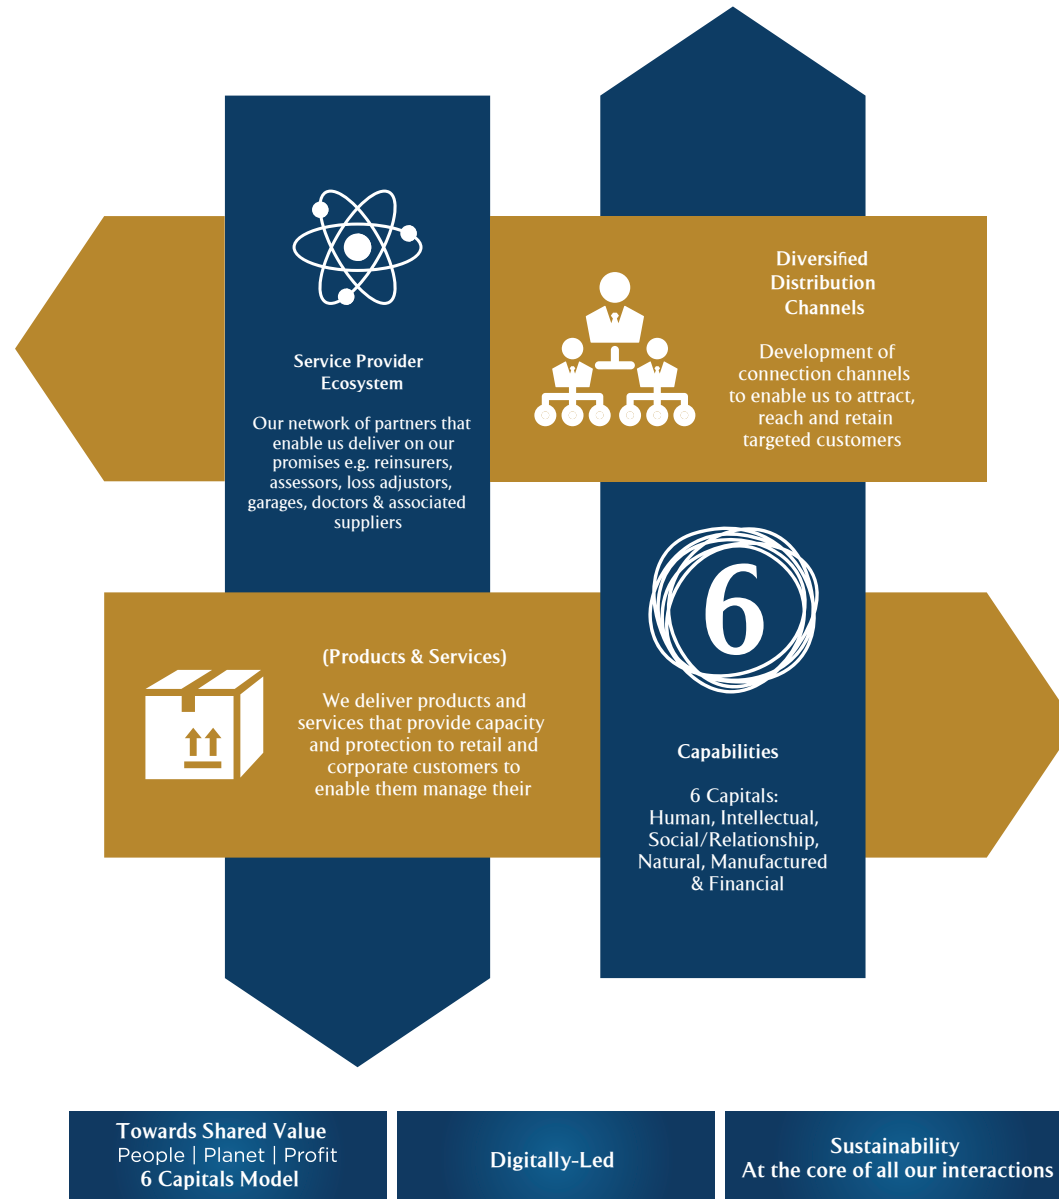 Service Provider
Ecosystem
Our network of partners that
enable us deliver on our
promises e.g. reinsurers,
assessors, loss adjustors,
garages, doctors & associated
suppliers
Diversified
Distribution
Channels
Development of
connection channels
to enable us to attract,
reach and retain
targeted customers
(Products & Services)
We deliver products and
services that provide capacity
and protection to retail and
corporate customers to
enable them manage their
6
Capabilities
6 Capitals:
Human, Intellectual,
Social/Relationship,
Natural, Manufactured
& Financial
Towards Shared Value
People | Planet | Profit
6 Capitals Model
Digitally-Led
Sustainability
At the core of all our interactions